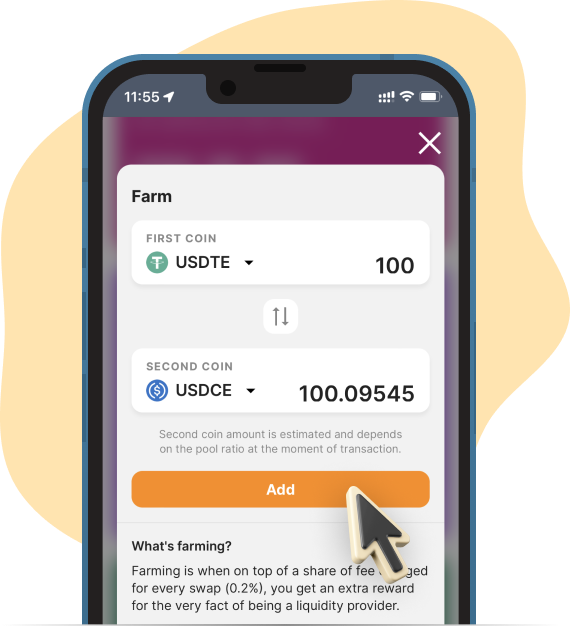 11:55
Farm
FIRST COIN
USDTE 100
SECOND COIN
USDCE 100.09545
Second coin amount is estimated and depends
on the pool ratio at the moment of transaction.
Add
What's farming?
Farming is when on top of a share of fee
for every swap (0.2%), you get an extra reward
for the very fact of being a liquidity provider.